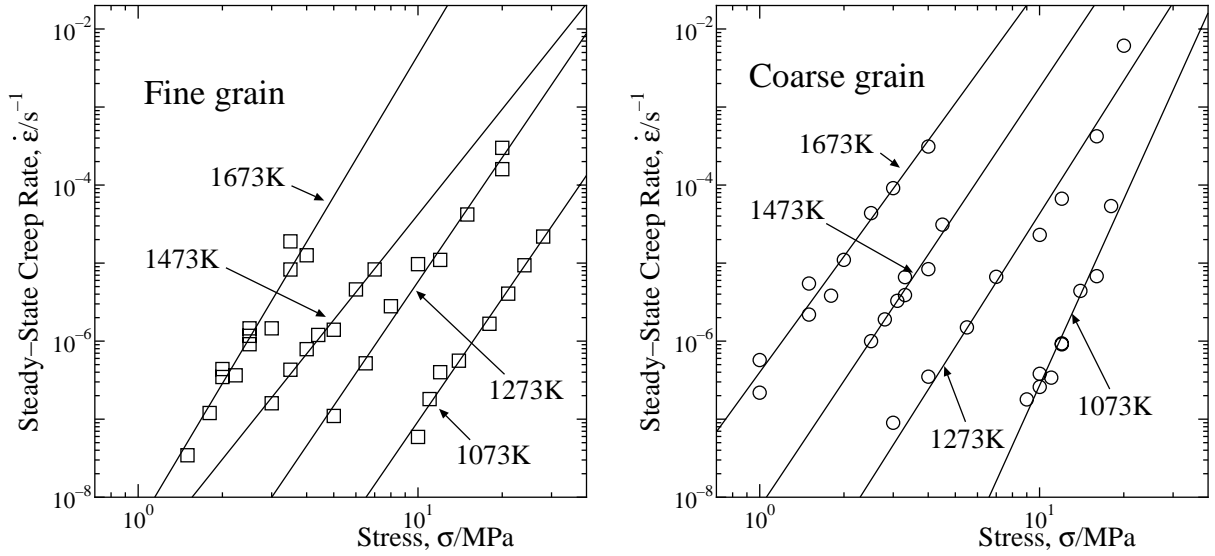 Steady–State Creep Rate, ε̇/s⁻¹
10⁻²
10⁻⁴
10⁻⁶
10⁻⁸
Fine grain
1673K
1473K
1273K
1073K
10⁰
10¹
Stress, σ/MPa
Steady–State Creep Rate, ε̇/s⁻¹
10⁻²
10⁻⁴
10⁻⁶
10⁻⁸
Coarse grain
1673K
1473K
1273K
1073K
10⁰
10¹
Stress, σ/MPa